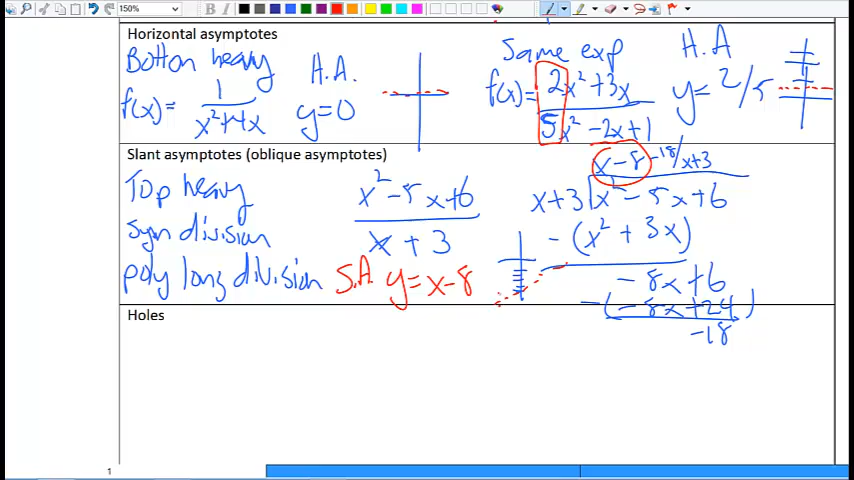 150%
B I U
Horizontal asymptotes
Botton heavy H.A.
f(x) = 1/(x²+4x) y=0
Same exp H.A
f(x) = (2x²+3x)/(5x²-2x+1) y=2/5
Slant asymptotes (oblique asymptotes)
Top heavy
Syn division
poly long division
(x²-5x+6)/(x+3)
S.A. y=x-8
x-8 -18/x+3
x+3 x²-5x+6
-(x²+3x)
-8x+6
-(-8x+24)
-18
Holes
1